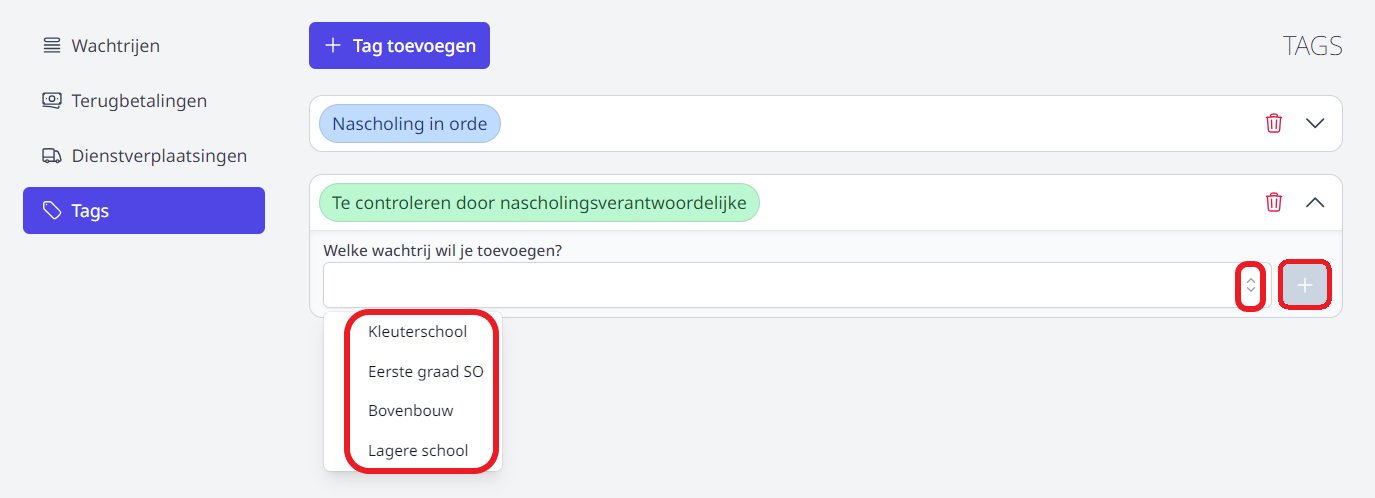 Wachtrijen
Terugbetalingen
Dienstverplaatsingen
Tags
Tag toevoegen
TAGS
Nascholing in orde
Te controleren door nascholingsverantwoordelijke
Welke wachtrij wil je toevoegen?
Kleuterschool
Eerste graad SO
Bovenbouw
Lagere school